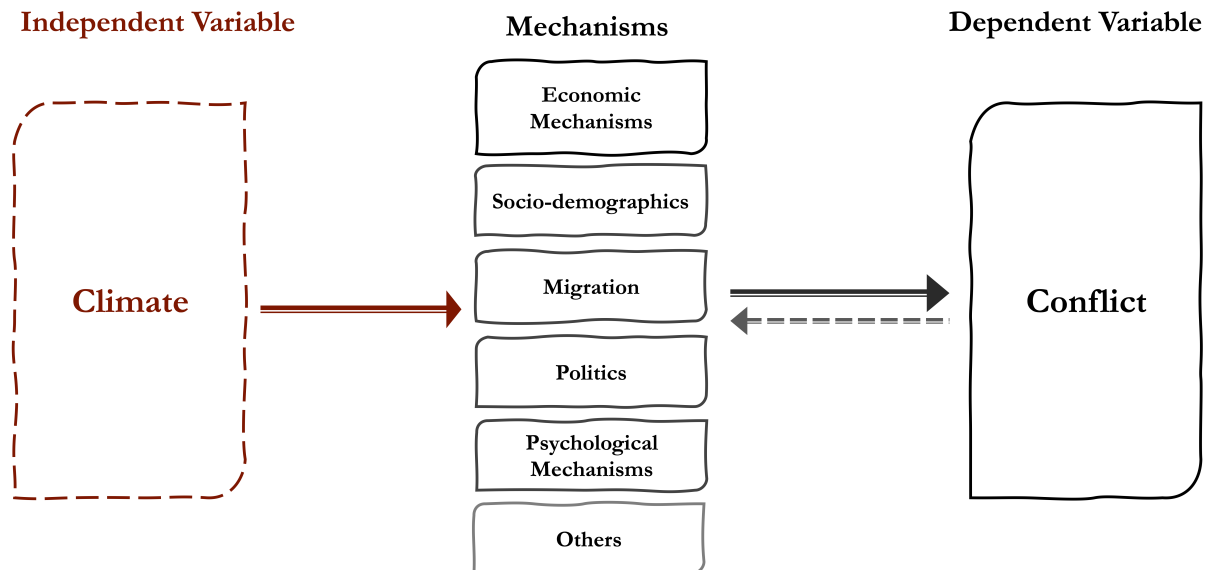 Independent Variable
Mechanisms
Dependent Variable
Economic
Mechanisms
Socio-demographics
Climate
Migration
Conflict
Politics
Psychological
Mechanisms
Others